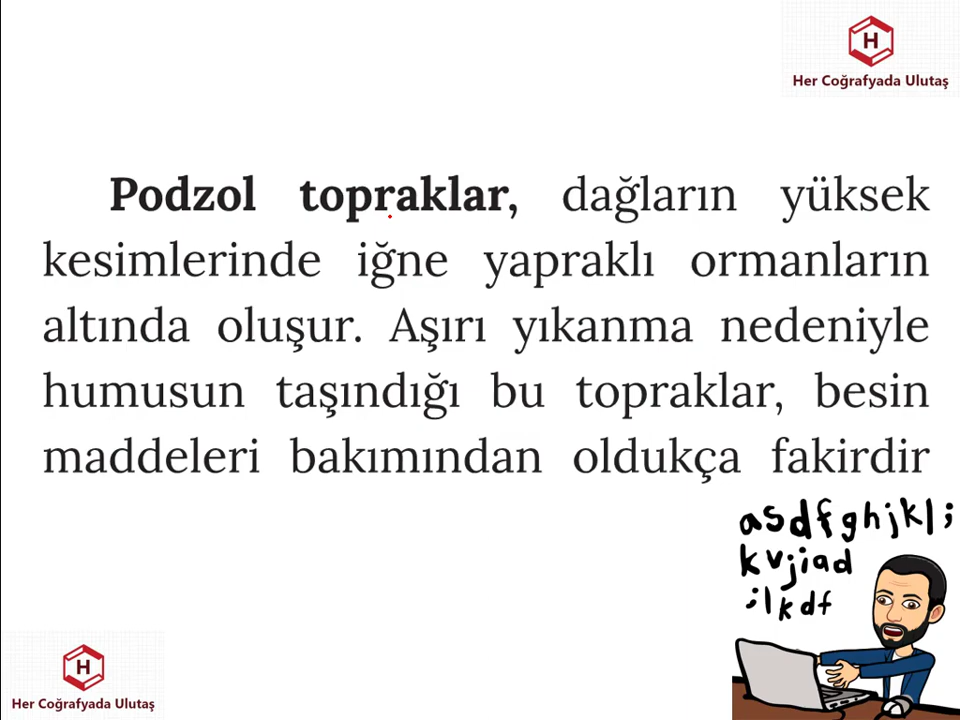 H
Her Coğrafyada Ulutaş
Podzol topraklar, dağların yüksek
kesimlerinde iğne yapraklı ormanların
altında oluşur. Aşırı yıkanma nedeniyle
humusun taşındığı bu topraklar, besin
maddeleri bakımından oldukça fakirdir
asdfghjkl;
kvjiad
;lkdf
H
Her Coğrafyada Ulutaş